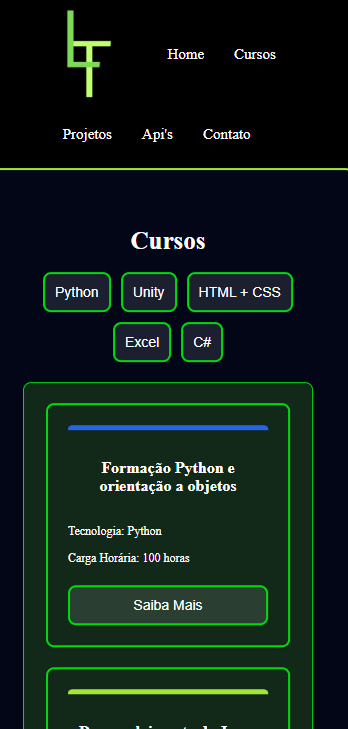 LT
Home Cursos
Projetos Api's Contato
Cursos
Python Unity HTML + CSS
Excel C#
Formação Python e
orientação a objetos
Tecnologia: Python
Carga Horária: 100 horas
Saiba Mais